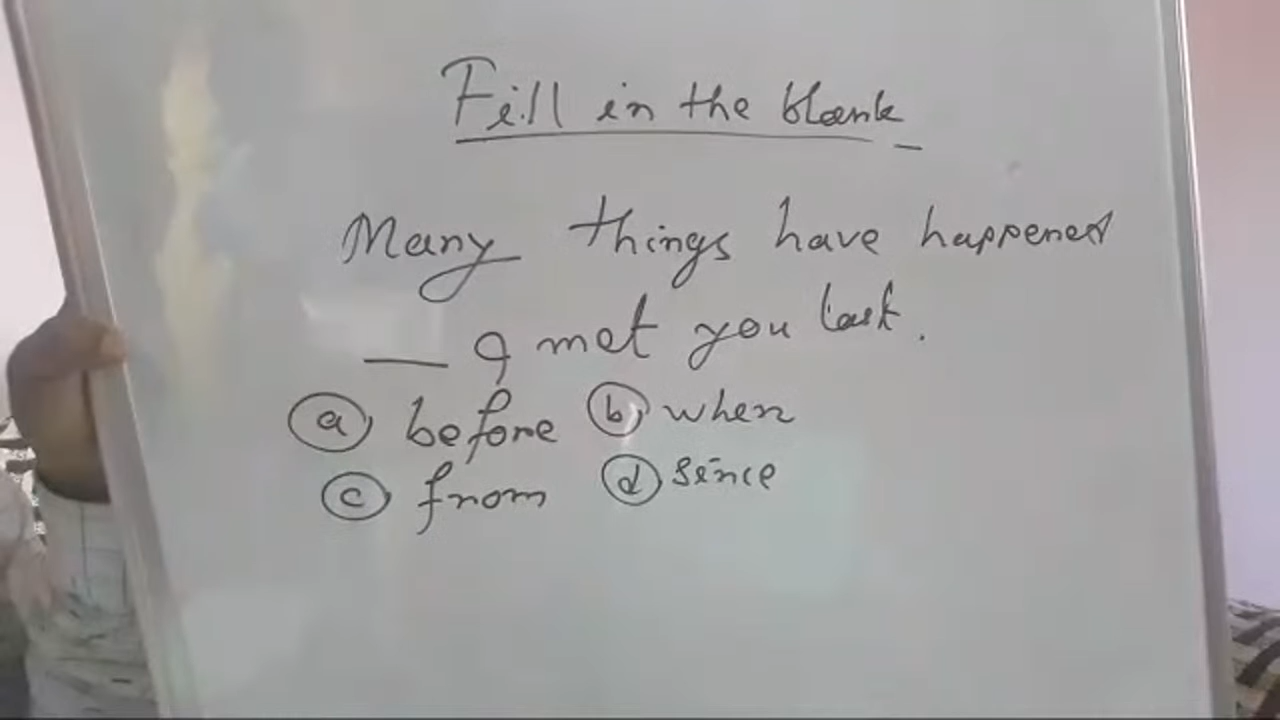 Fill in the blank
Many things have happened
__ I met you last.
(a) before (b) when
(c) from (d) since